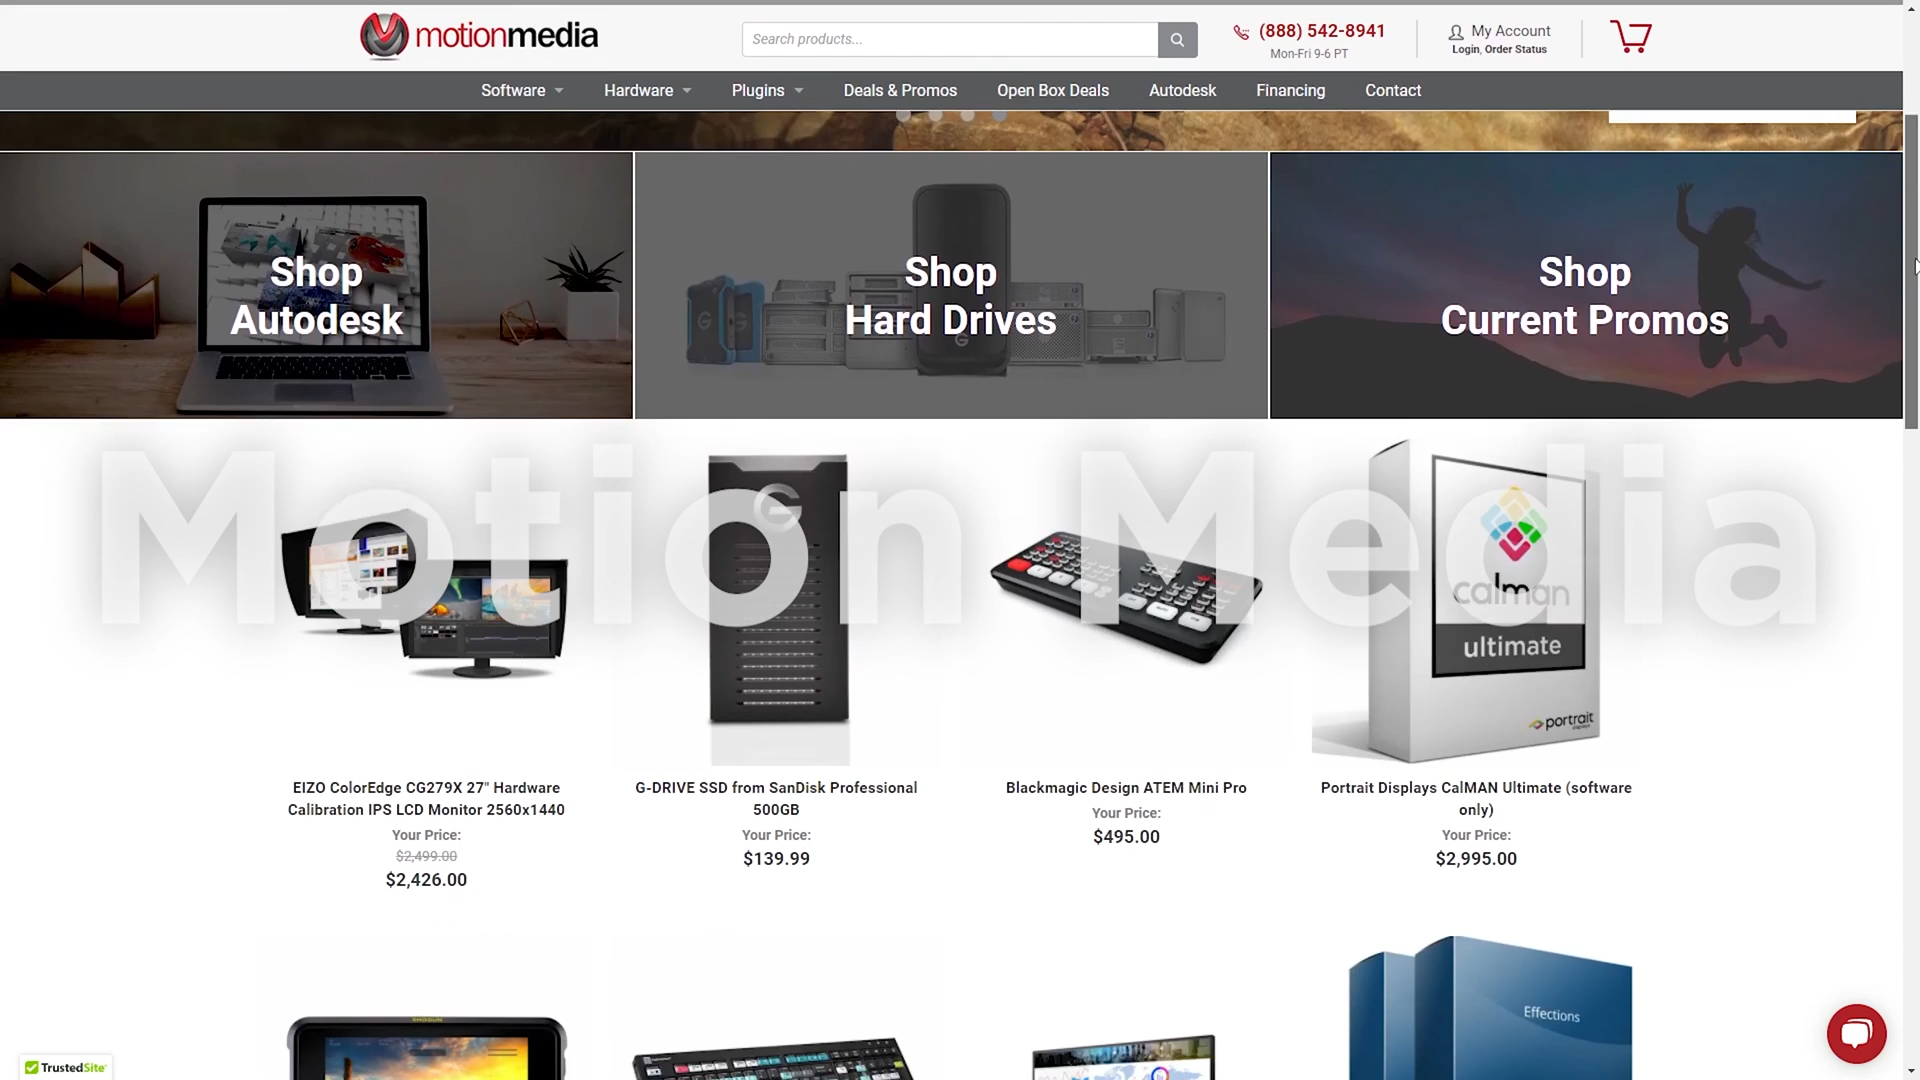 motionmedia
Search products...
(888) 542-8941
Mon-Fri 9-6 PT
My Account
Login, Order Status
Software
Hardware
Plugins
Deals & Promos
Open Box Deals
Autodesk
Financing
Contact
Shop
Autodesk
Shop
Hard Drives
Shop
Current Promos
Motion Media
calman
ultimate
portrait
displays
EIZO ColorEdge CG279X 27" Hardware
Calibration IPS LCD Monitor 2560x1440
Your Price:
$2,499.00
$2,426.00
G-DRIVE SSD from SanDisk Professional
500GB
Your Price:
$139.99
Blackmagic Design ATEM Mini Pro
Your Price:
$495.00
Portrait Displays CalMAN Ultimate (software
only)
Your Price:
$2,995.00
SHOGUN
Effections
TrustedSite